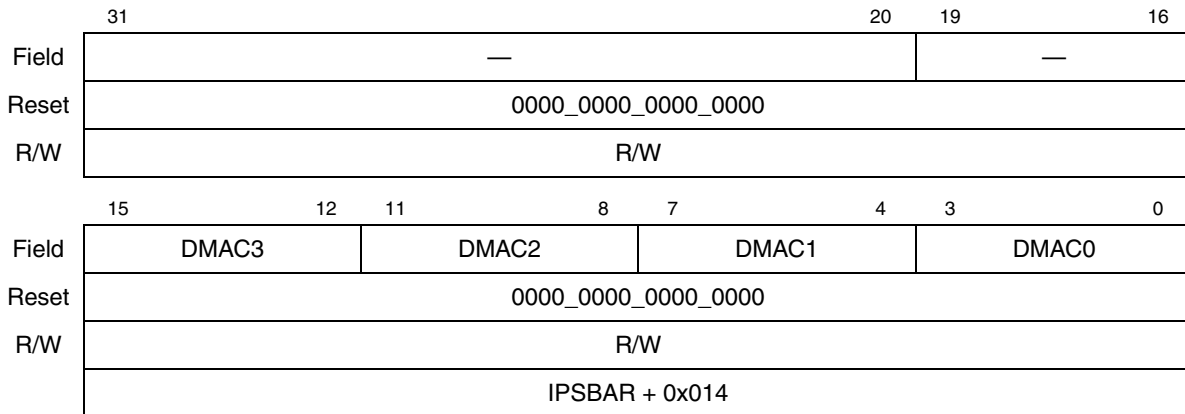 31 20 19 16
Field — —
Reset 0000_0000_0000_0000
R/W R/W
15 12 11 8 7 4 3 0
Field DMAC3 DMAC2 DMAC1 DMAC0
Reset 0000_0000_0000_0000
R/W R/W
IPSBAR + 0x014